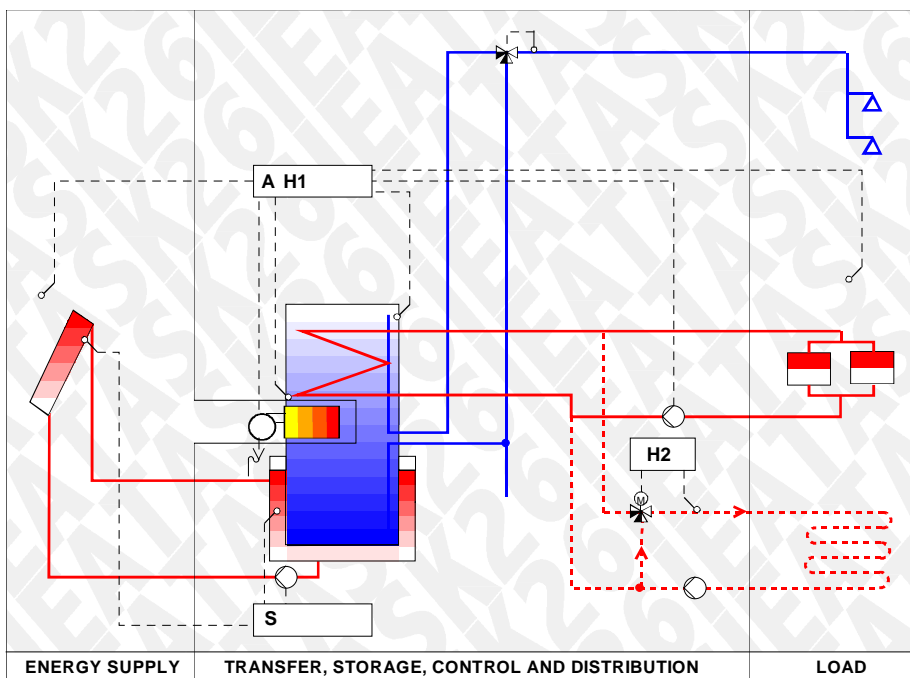 A H1
H2
M
S
ENERGY SUPPLY
TRANSFER, STORAGE, CONTROL AND DISTRIBUTION
LOAD